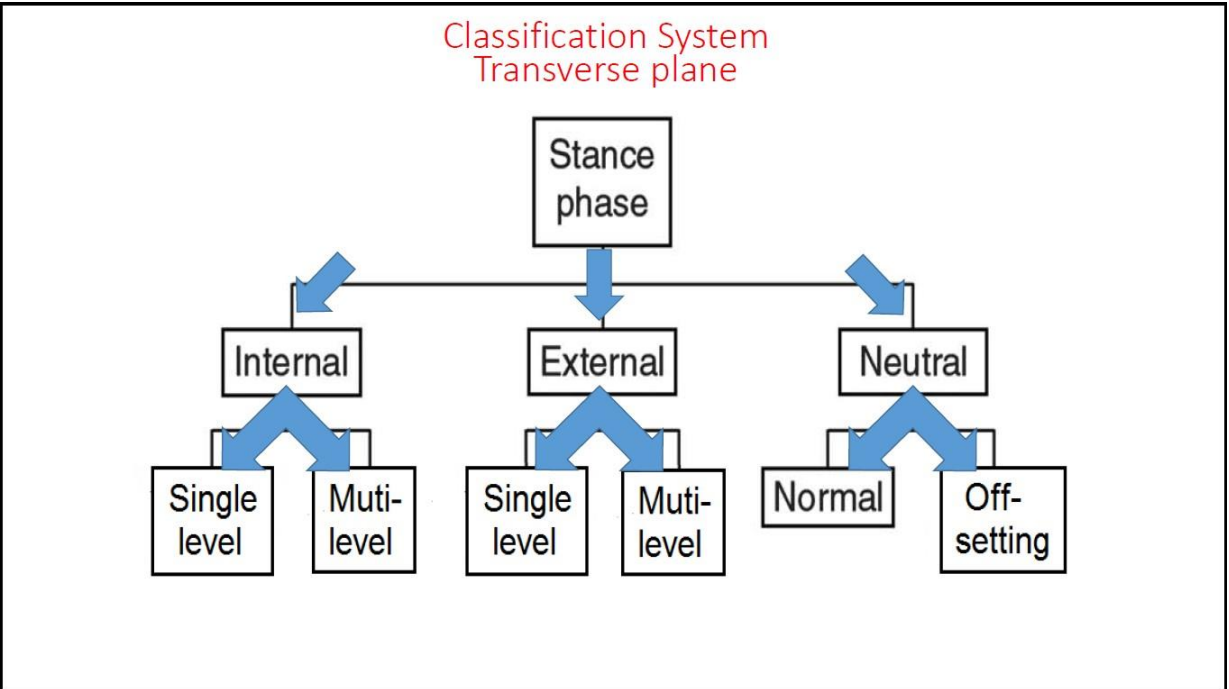 Classification System
Transverse plane
Stance
phase
Internal
External
Neutral
Single
level
Muti-
level
Single
level
Muti-
level
Normal
Off-
setting